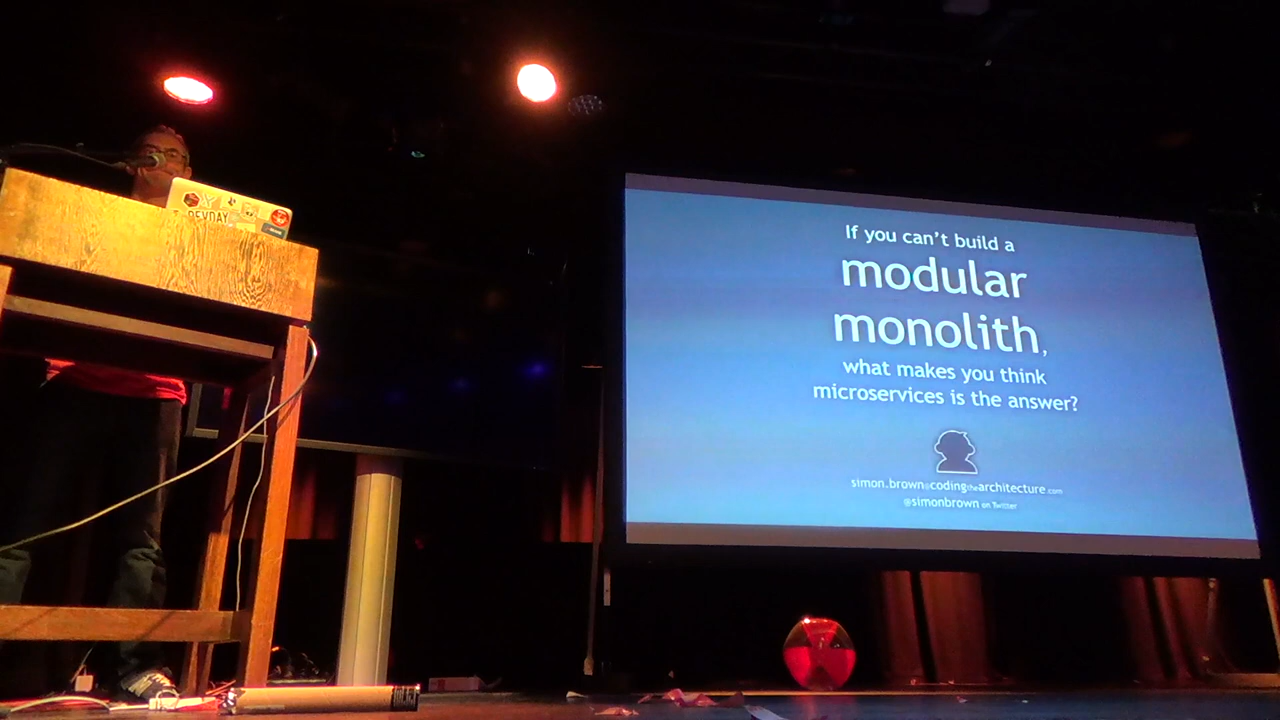 DEVDAY
If you can't build a
modular
monolith,
what makes you think
microservices is the answer?
simon.brown@codingthearchitecture.com
@simonbrown on Twitter